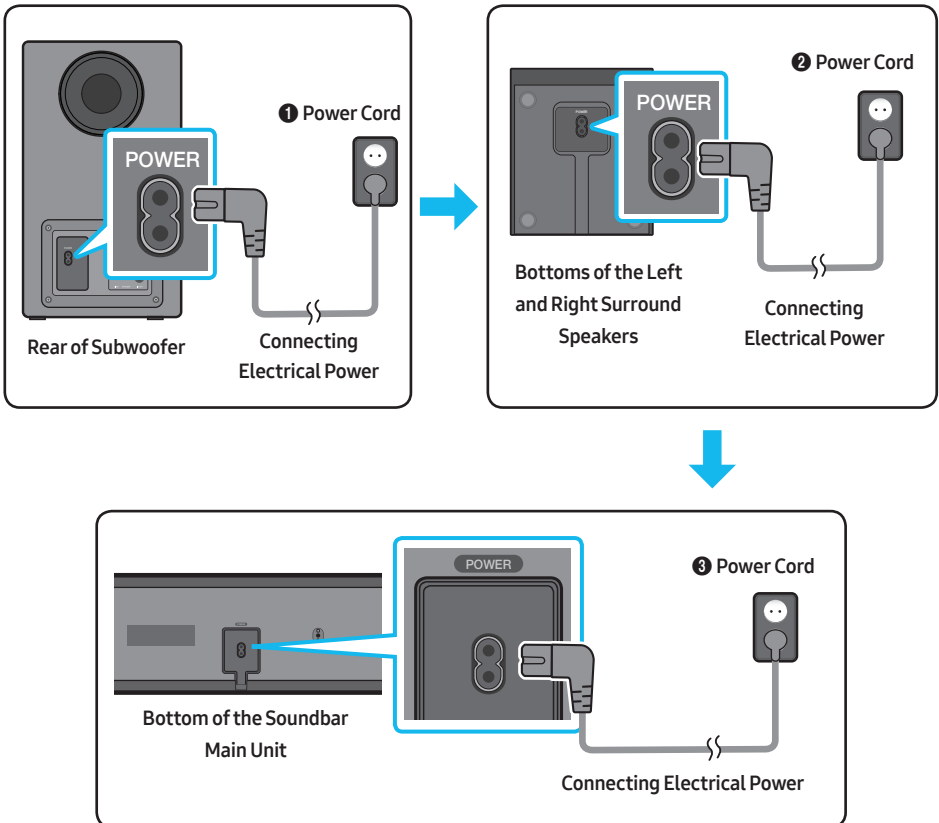 ❶ Power Cord
POWER
Rear of Subwoofer
Connecting
Electrical Power
❷ Power Cord
POWER
Bottoms of the Left
and Right Surround
Speakers
Connecting
Electrical Power
❸ Power Cord
POWER
Bottom of the Soundbar
Main Unit
Connecting Electrical Power